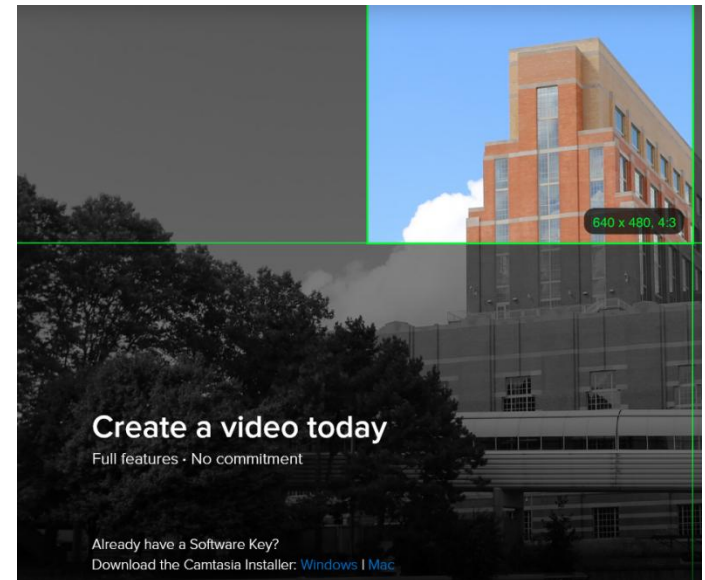 640 x 480, 4:3
Create a video today
Full features • No commitment
Already have a Software Key?
Download the Camtasia Installer: Windows | Mac